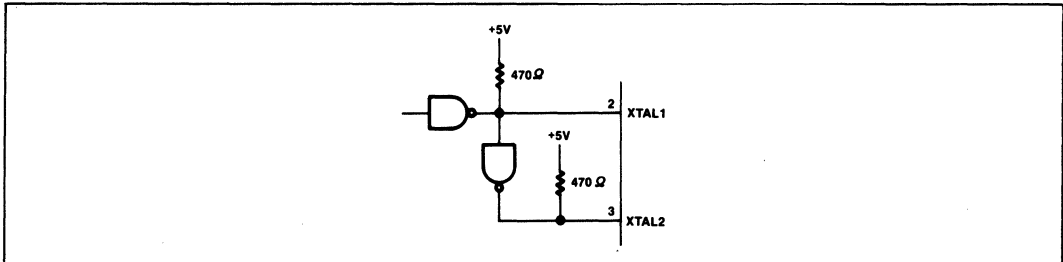 +5V
470Ω
2
XTAL1
+5V
470 Ω
3
XTAL2